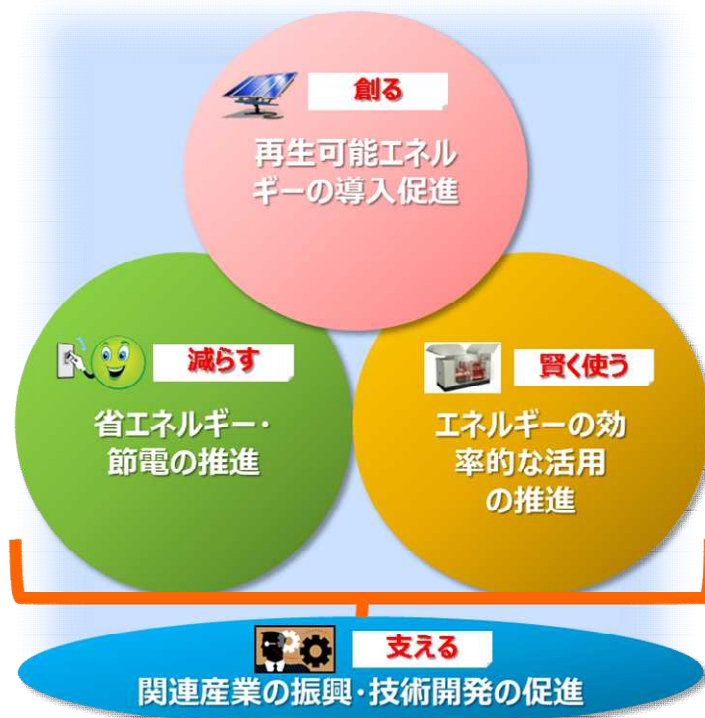 創る
再生可能エネル
ギーの導入促進
減らす
省エネルギー・
節電の推進
賢く使う
エネルギーの効
率的な活用
の推進
支える
関連産業の振興・技術開発の促進